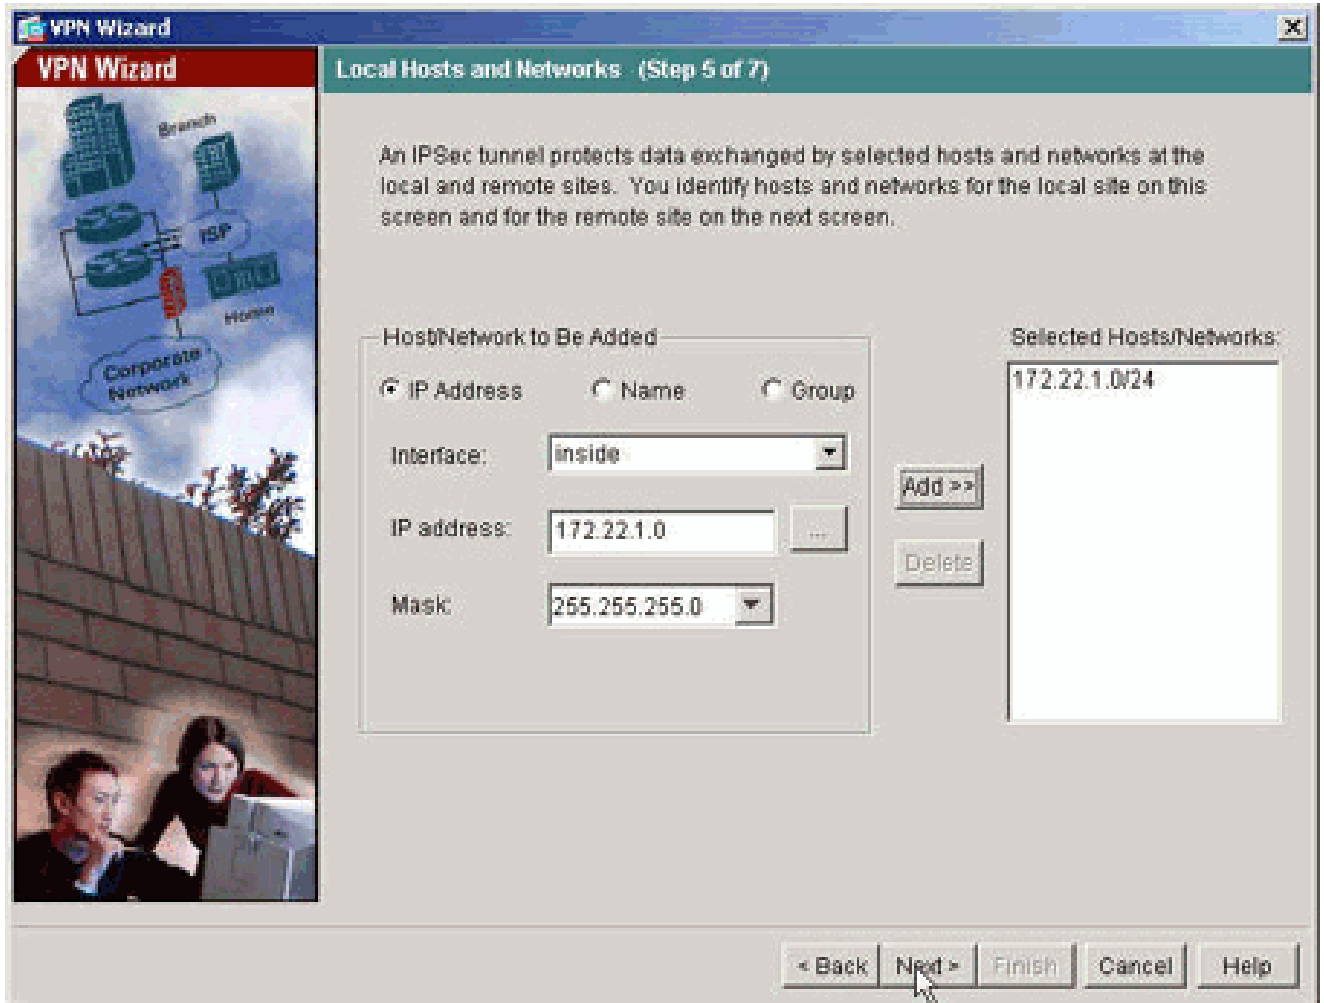 VPN Wizard
VPN Wizard
Local Hosts and Networks (Step 5 of 7)
Branch
ISP
Home
Corporate
Network
An IPSec tunnel protects data exchanged by selected hosts and networks at the
local and remote sites. You identify hosts and networks for the local site on this
screen and for the remote site on the next screen.
Host/Network to Be Added
IP Address
Name
Group
Interface:
inside
IP address:
172.22.1.0
...
Mask:
255.255.255.0
Add >>
Delete
Selected Hosts/Networks:
172.22.1.0/24
< Back
Next >
Finish
Cancel
Help